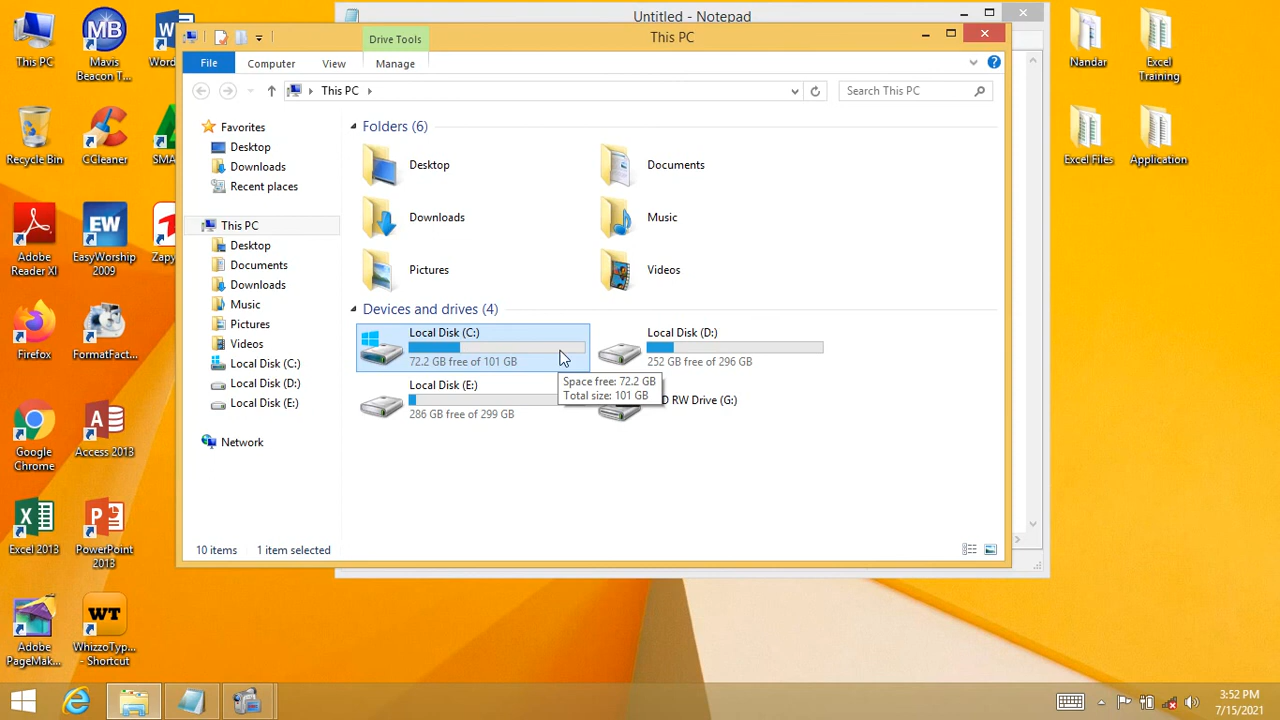 Untitled - Notepad
Drive Tools
This PC
File
Computer
View
Manage
This PC
Search This PC
Favorites
Desktop
Downloads
Recent places
This PC
Desktop
Documents
Downloads
Music
Pictures
Videos
Local Disk (C:)
Local Disk (D:)
Local Disk (E:)
Network
Folders (6)
Desktop
Documents
Downloads
Music
Pictures
Videos
Devices and drives (4)
Local Disk (C:)
72.2 GB free of 101 GB
Local Disk (D:)
252 GB free of 296 GB
Local Disk (E:)
286 GB free of 299 GB
D RW Drive (G:)
Space free: 72.2 GB
Total size: 101 GB
10 items
1 item selected
This PC
MB
Mavis
Beacon T...
Word
Recycle Bin
CCleaner
SMA
Adobe
Reader XI
EW
EasyWorship
2009
Zapy
Firefox
FormatFact...
Google
Chrome
Access 2013
Excel 2013
PowerPoint
2013
Adobe
PageMak...
WT
WhizzoTyp...
- Shortcut
Nandar
Excel
Training
Excel Files
Application
3:52 PM
7/15/2021